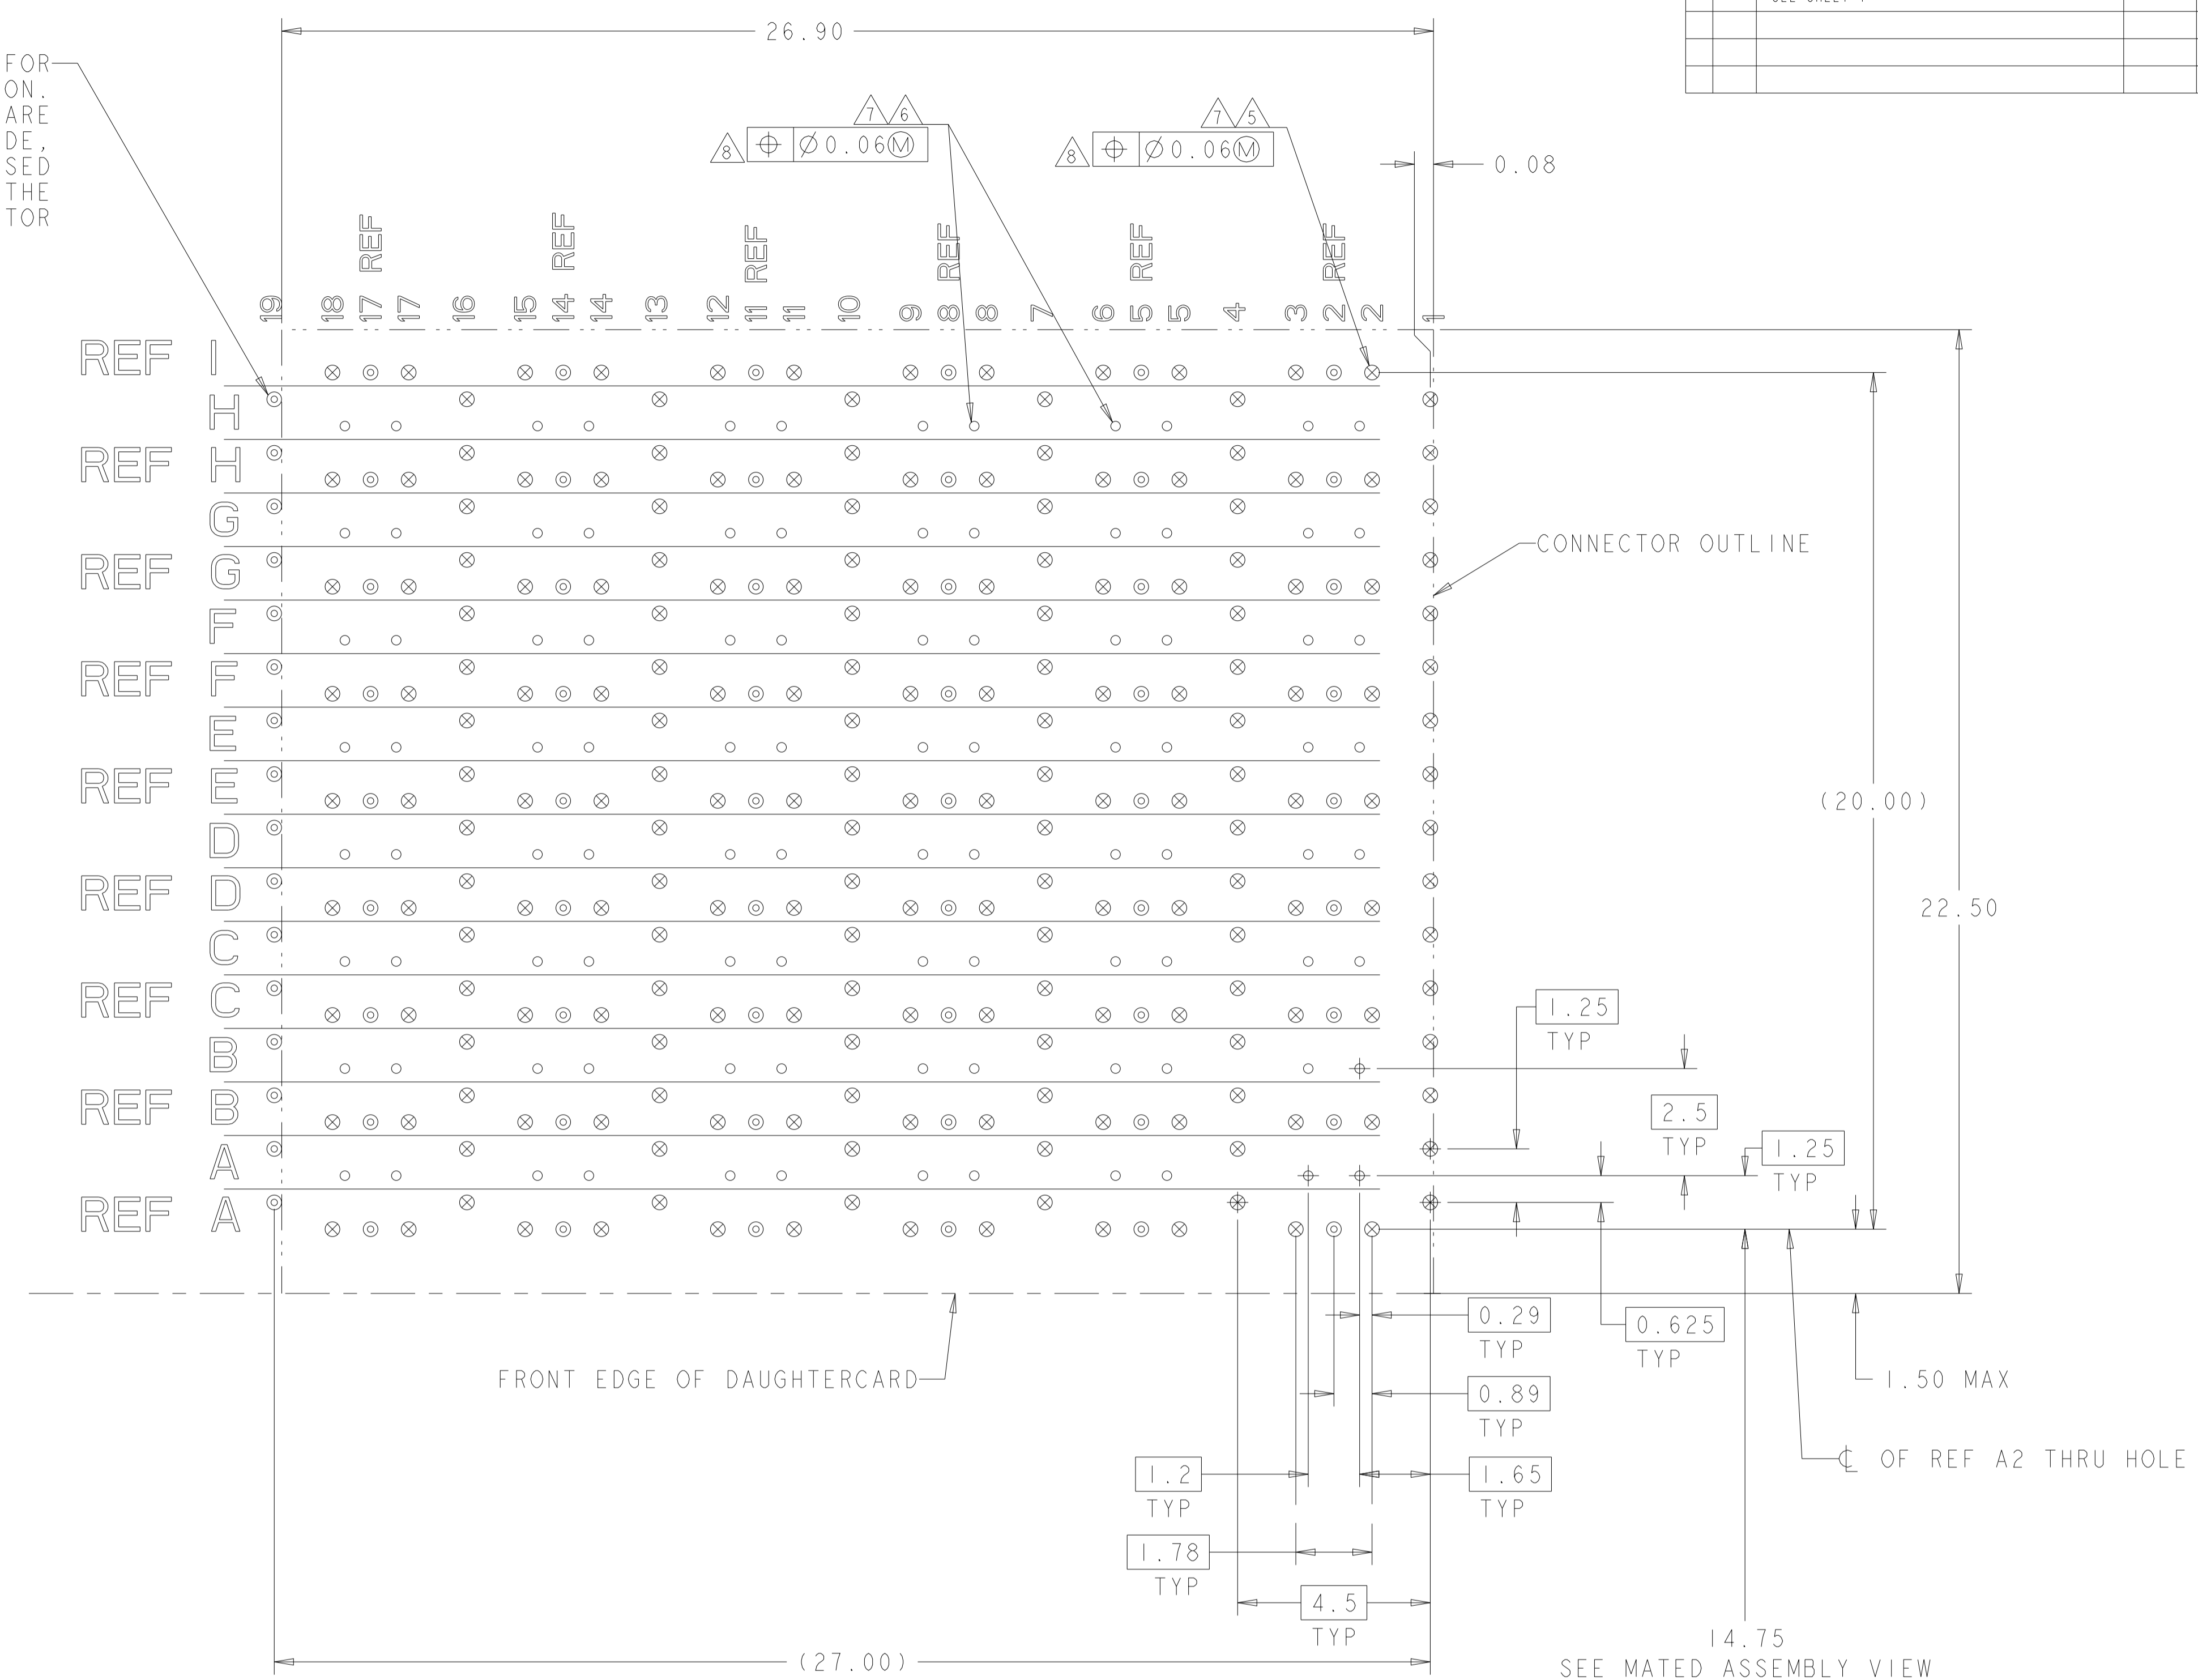 26.90
FOR
ON.
ARE
DE,
SED
THE
TOR
7 6
8 ⌖ Ø0.06Ⓜ
7 5
8 ⌖ Ø0.06Ⓜ
0.08
19 18 17 REF 17 16 15 14 REF 14 13 12 11 REF 11 10 9 8 REF 8 7 6 5 REF 5 4 3 2 REF 2 1
REF I
H
REF H
G
REF G
CONNECTOR OUTLINE
F
REF F
E
REF E
(20.00)
D
REF D
22.50
C
REF C
1.25
TYP
B
REF B
2.5
TYP
1.25
TYP
A
REF A
0.29
TYP
0.625
TYP
FRONT EDGE OF DAUGHTERCARD
1.50 MAX
0.89
TYP
℄ OF REF A2 THRU HOLE
1.2
TYP
1.65
TYP
1.78
TYP
4.5
TYP
14.75
SEE MATED ASSEMBLY VIEW
(27.00)